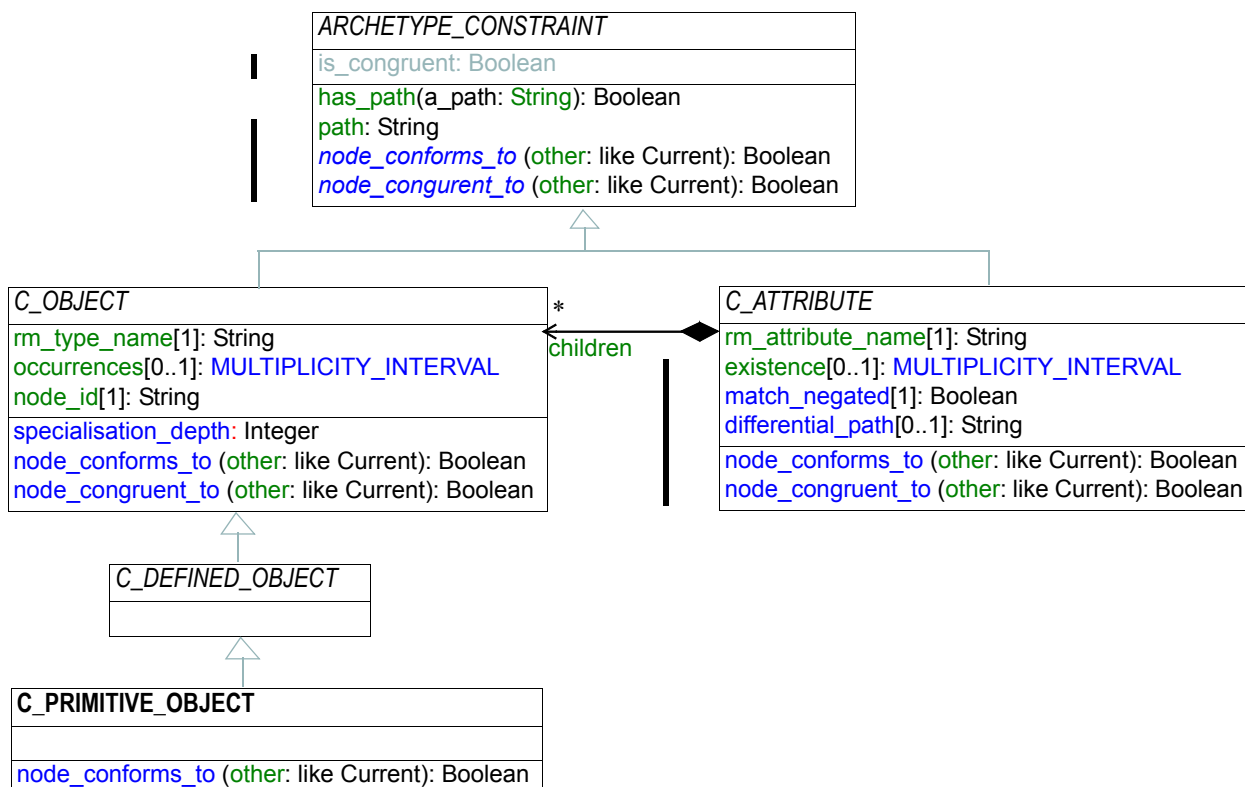 ARCHETYPE_CONSTRAINT
is_congruent: Boolean
has_path(a_path: String): Boolean
path: String
node_conforms_to (other: like Current): Boolean
node_congurent_to (other: like Current): Boolean
C_OBJECT
rm_type_name[1]: String
occurrences[0..1]: MULTIPLICITY_INTERVAL
node_id[1]: String
specialisation_depth: Integer
node_conforms_to (other: like Current): Boolean
node_congruent_to (other: like Current): Boolean
*
children
C_ATTRIBUTE
rm_attribute_name[1]: String
existence[0..1]: MULTIPLICITY_INTERVAL
match_negated[1]: Boolean
differential_path[0..1]: String
node_conforms_to (other: like Current): Boolean
node_congruent_to (other: like Current): Boolean
C_DEFINED_OBJECT
C_PRIMITIVE_OBJECT
node_conforms_to (other: like Current): Boolean